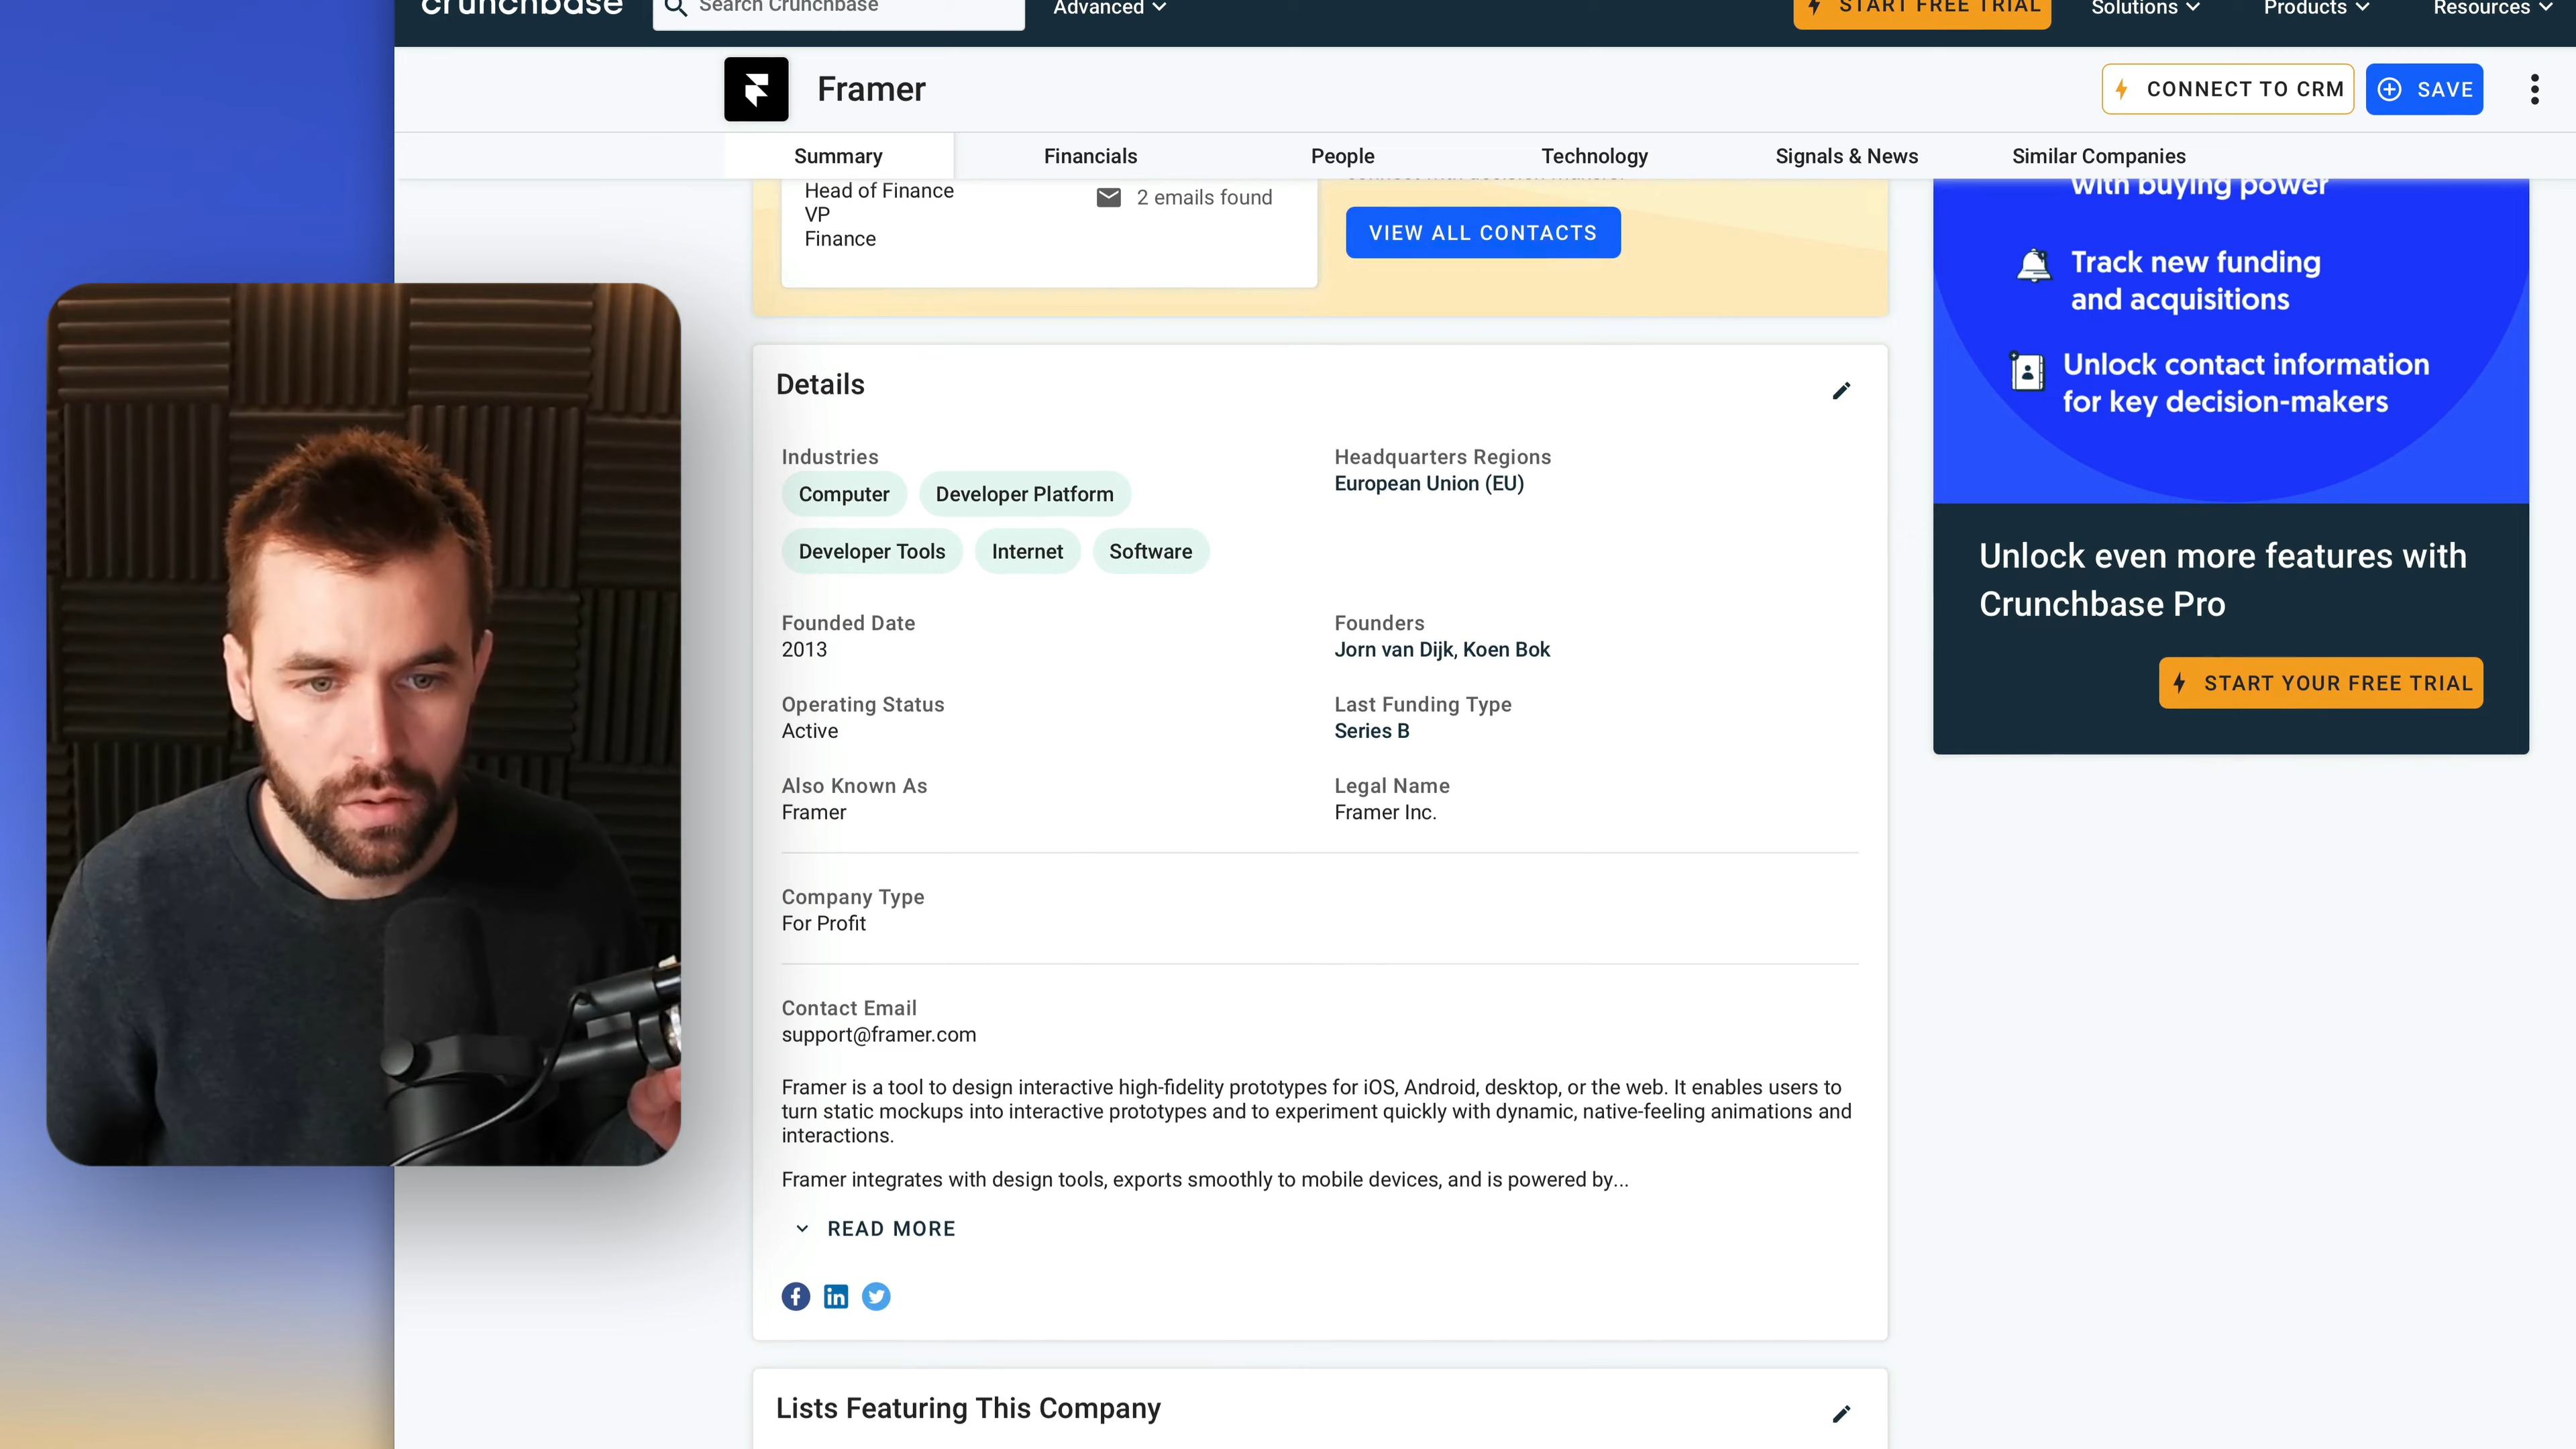 crunchbase
Search Crunchbase
Advanced
START FREE TRIAL
Solutions
Products
Resources
Framer
CONNECT TO CRM
SAVE
Summary
Financials
People
Technology
Signals & News
Similar Companies
Head of Finance
VP
Finance
2 emails found
VIEW ALL CONTACTS
with buying power
Track new funding
and acquisitions
Unlock contact information
for key decision-makers
Unlock even more features with
Crunchbase Pro
START YOUR FREE TRIAL
Details
Industries
Computer
Developer Platform
Developer Tools
Internet
Software
Headquarters Regions
European Union (EU)
Founded Date
2013
Founders
Jorn van Dijk, Koen Bok
Operating Status
Active
Last Funding Type
Series B
Also Known As
Framer
Legal Name
Framer Inc.
Company Type
For Profit
Contact Email
support@framer.com
Framer is a tool to design interactive high-fidelity prototypes for iOS, Android, desktop, or the web. It enables users to
turn static mockups into interactive prototypes and to experiment quickly with dynamic, native-feeling animations and
interactions.
Framer integrates with design tools, exports smoothly to mobile devices, and is powered by...
READ MORE
Lists Featuring This Company